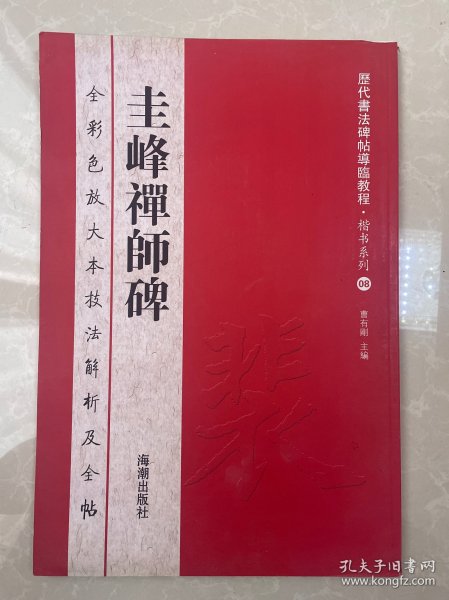 歷代書法碑帖導臨教程·楷书系列 08
曹有剛 主编
圭峰禪師碑
全彩色放大本技法解析及全帖
海潮出版社
裴
孔夫子旧书网
www.kongfz.com